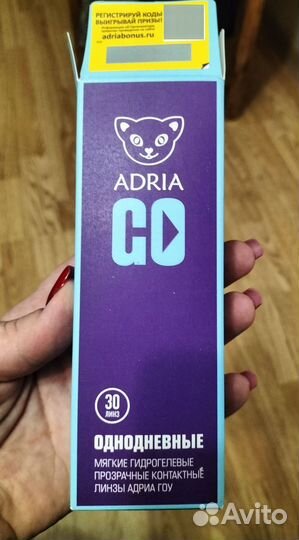 РЕГИСТРИРУЙ КОДЫ
ВЫИГРЫВАЙ ПРИЗЫ!
adriabonus.ru
ADRIA
GO
30
ЛИНЗ
ОДНОДНЕВНЫЕ
МЯГКИЕ ГИДРОГЕЛЕВЫЕ
ПРОЗРАЧНЫЕ КОНТАКТНЫЕ
ЛИНЗЫ АДРИА ГОУ
Avito